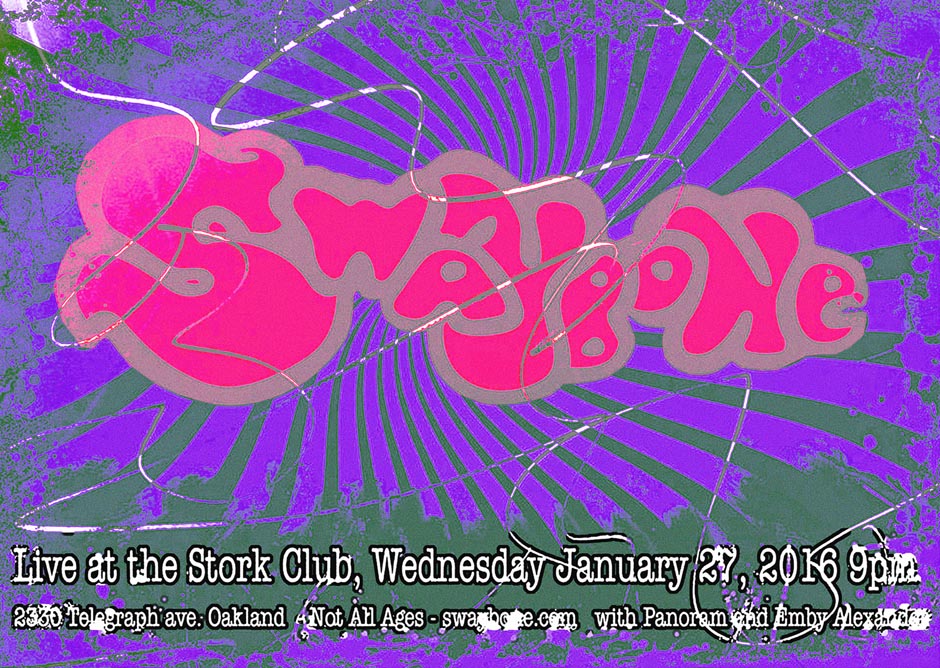 Swaybone
Live at the Stork Club, Wednesday January 27, 2016 9pm
2330 Telegraph ave. Oakland - Not All Ages - swaybone.com with Panoram and Emby Alexander